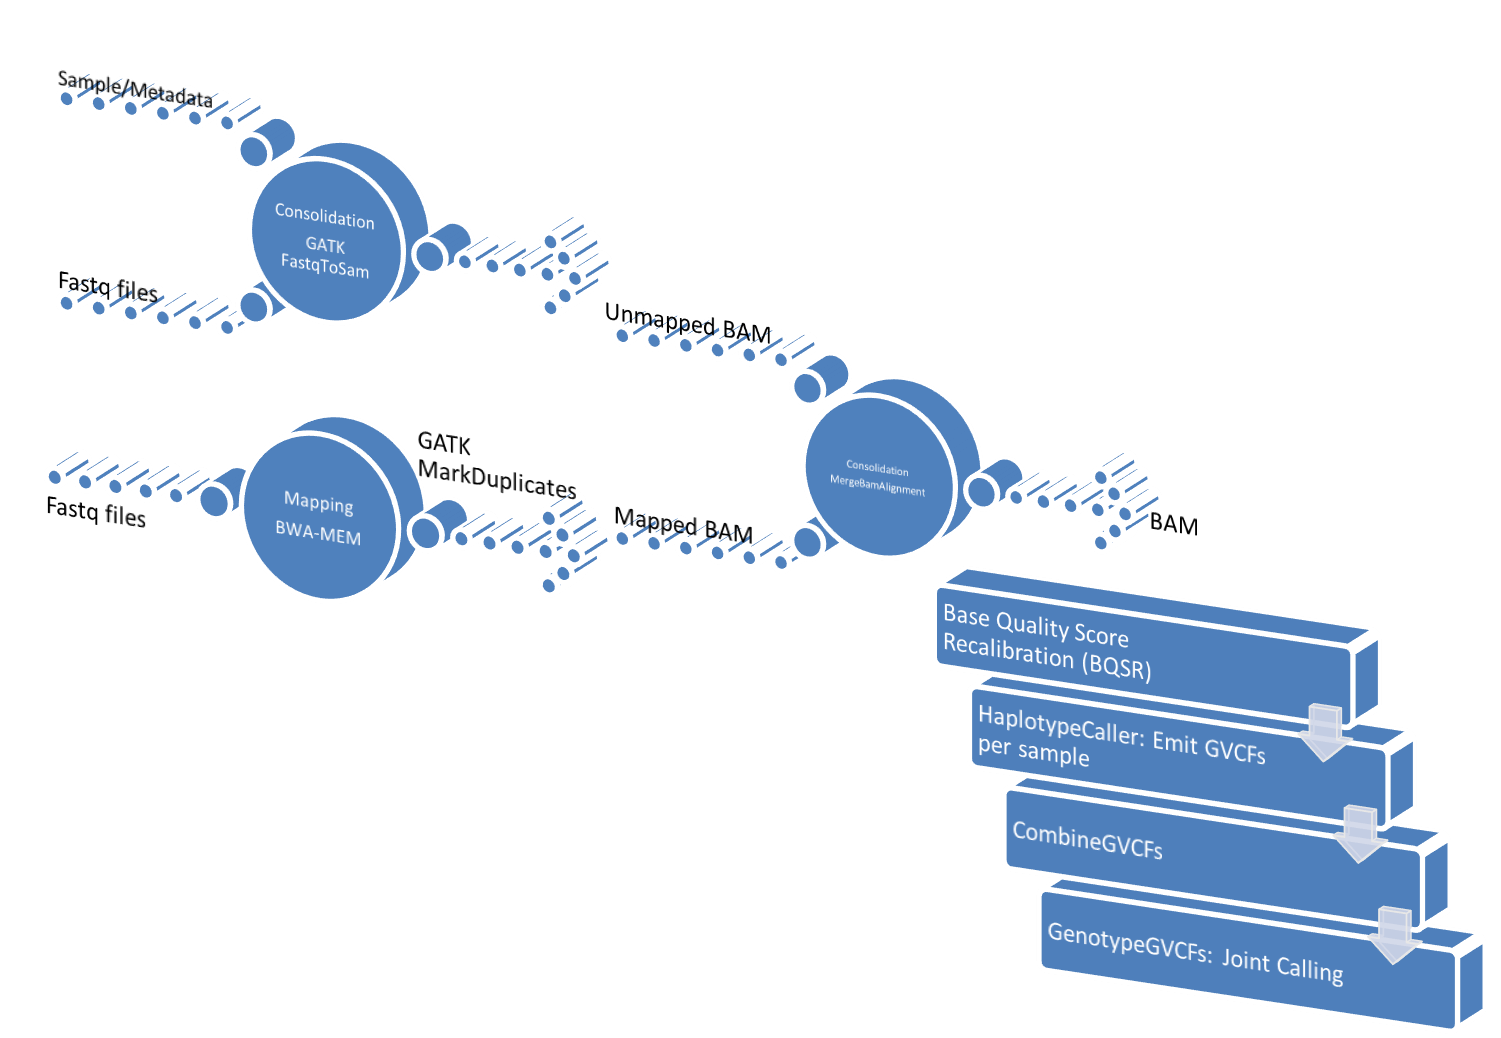 Sample/Metadata
Consolidation
GATK
FastqToSam
Fastq files
Unmapped BAM
Fastq files
Mapping
BWA-MEM
GATK
MarkDuplicates
Mapped BAM
Consolidation
MergeBamAlignment
BAM
Base Quality Score
Recalibration (BQSR)
HaplotypeCaller: Emit GVCFs
per sample
CombineGVCFs
GenotypeGVCFs: Joint Calling